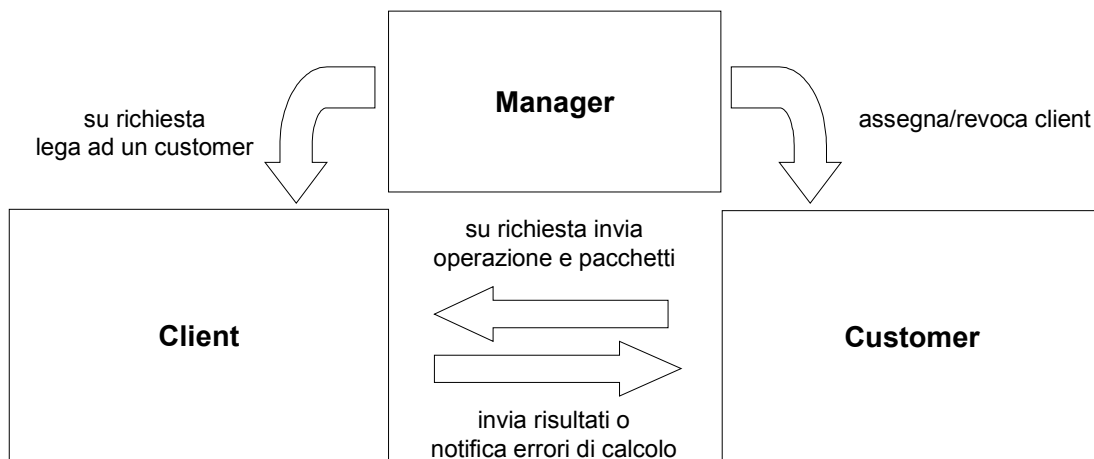 Manager
su richiesta
lega ad un customer
assegna/revoca client
su richiesta invia
operazione e pacchetti
Client
Customer
invia risultati o
notifica errori di calcolo